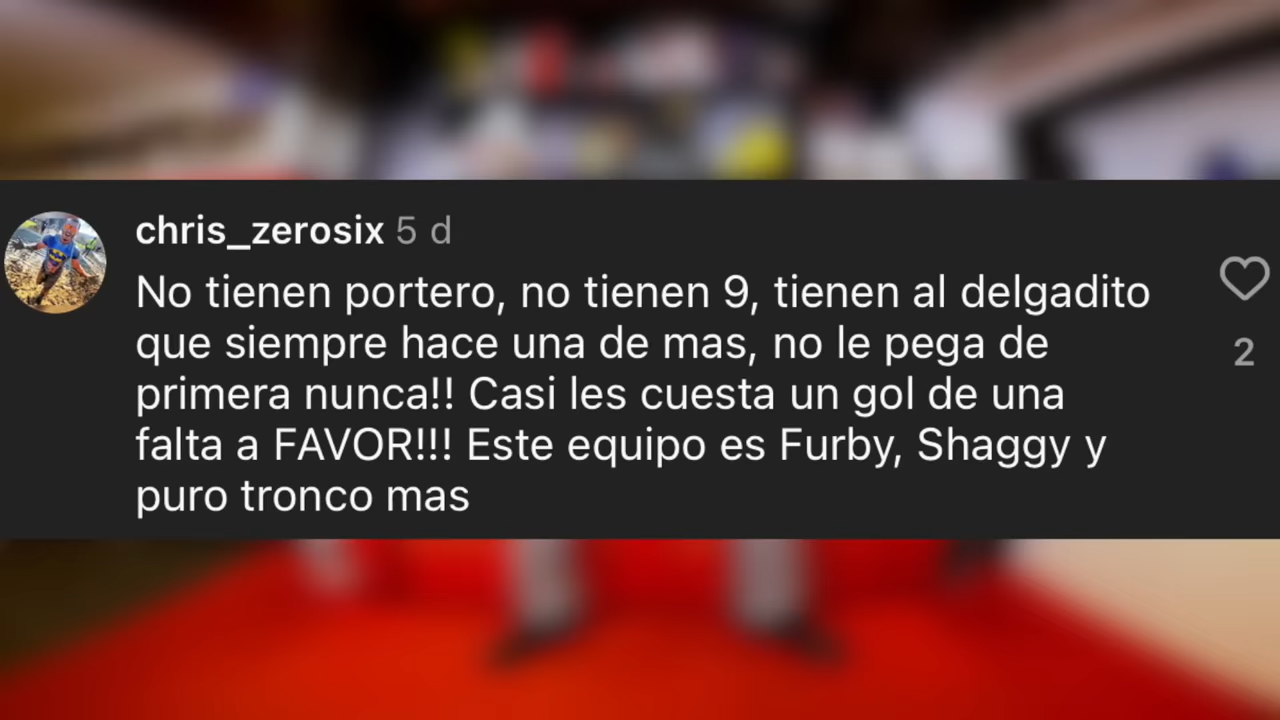 chris_zerosix 5 d
No tienen portero, no tienen 9, tienen al delgadito
que siempre hace una de mas, no le pega de
primera nunca!! Casi les cuesta un gol de una
falta a FAVOR!!! Este equipo es Furby, Shaggy y
puro tronco mas
2